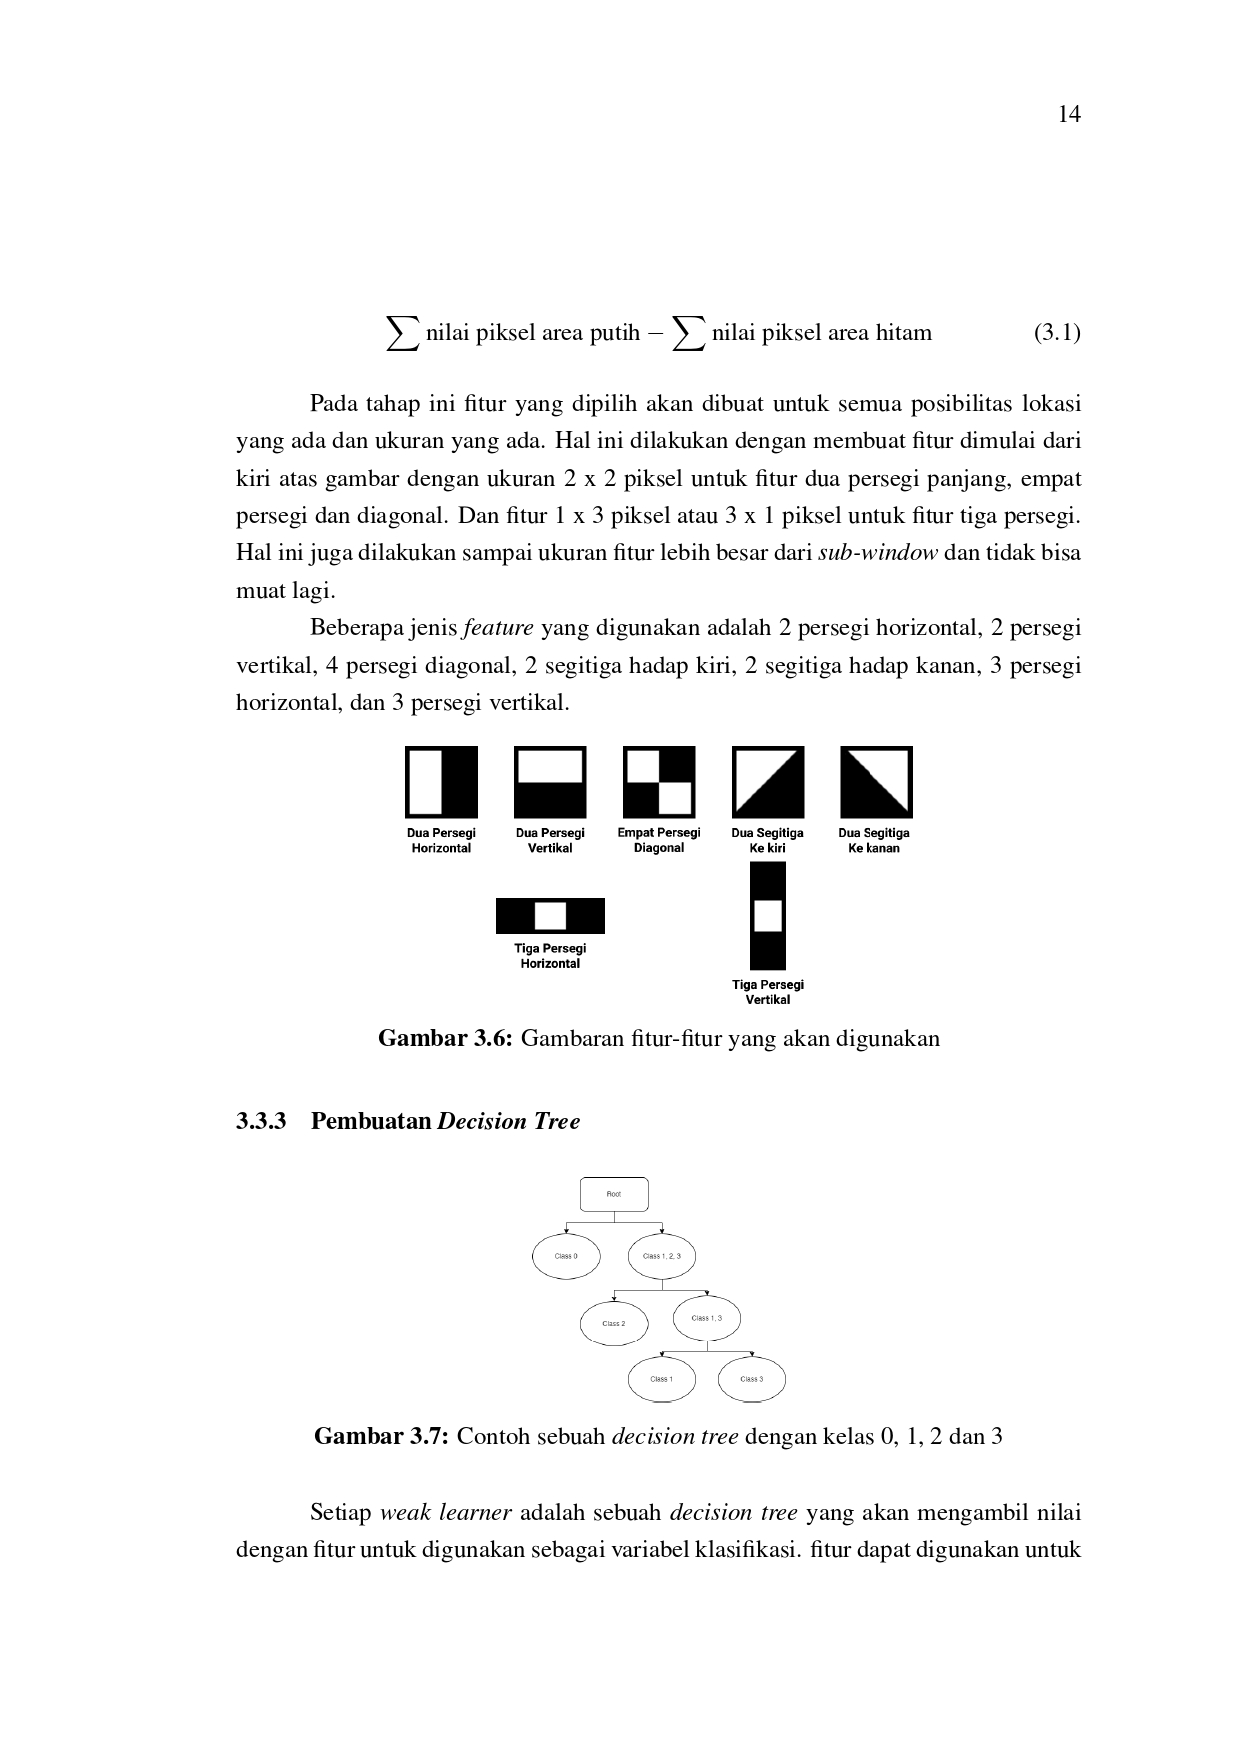 14
∑ nilai piksel area putih − ∑ nilai piksel area hitam (3.1)
Pada tahap ini fitur yang dipilih akan dibuat untuk semua posibilitas lokasi
yang ada dan ukuran yang ada. Hal ini dilakukan dengan membuat fitur dimulai dari
kiri atas gambar dengan ukuran 2 x 2 piksel untuk fitur dua persegi panjang, empat
persegi dan diagonal. Dan fitur 1 x 3 piksel atau 3 x 1 piksel untuk fitur tiga persegi.
Hal ini juga dilakukan sampai ukuran fitur lebih besar dari sub-window dan tidak bisa
muat lagi.
Beberapa jenis feature yang digunakan adalah 2 persegi horizontal, 2 persegi
vertikal, 4 persegi diagonal, 2 segitiga hadap kiri, 2 segitiga hadap kanan, 3 persegi
horizontal, dan 3 persegi vertikal.
Dua Persegi
Horizontal
Dua Persegi
Vertikal
Empat Persegi
Diagonal
Dua Segitiga
Ke kiri
Dua Segitiga
Ke kanan
Tiga Persegi
Horizontal
Tiga Persegi
Vertikal
Gambar 3.6: Gambaran fitur-fitur yang akan digunakan
3.3.3 Pembuatan Decision Tree
Root
Class 0
Class 1, 2, 3
Class 2
Class 1, 3
Class 1
Class 3
Gambar 3.7: Contoh sebuah decision tree dengan kelas 0, 1, 2 dan 3
Setiap weak learner adalah sebuah decision tree yang akan mengambil nilai
dengan fitur untuk digunakan sebagai variabel klasifikasi. fitur dapat digunakan untuk